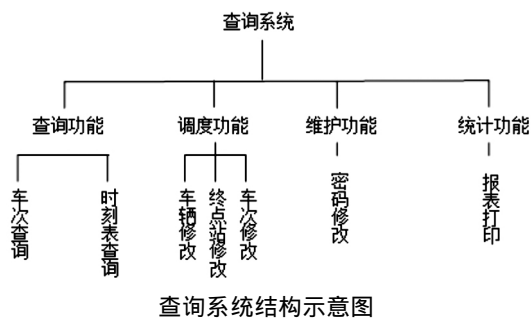 查询系统
查询功能
调度功能
维护功能
统计功能
车次查询
时刻表查询
车辆修改
终点站修改
车次修改
密码修改
报表打印
查询系统结构示意图